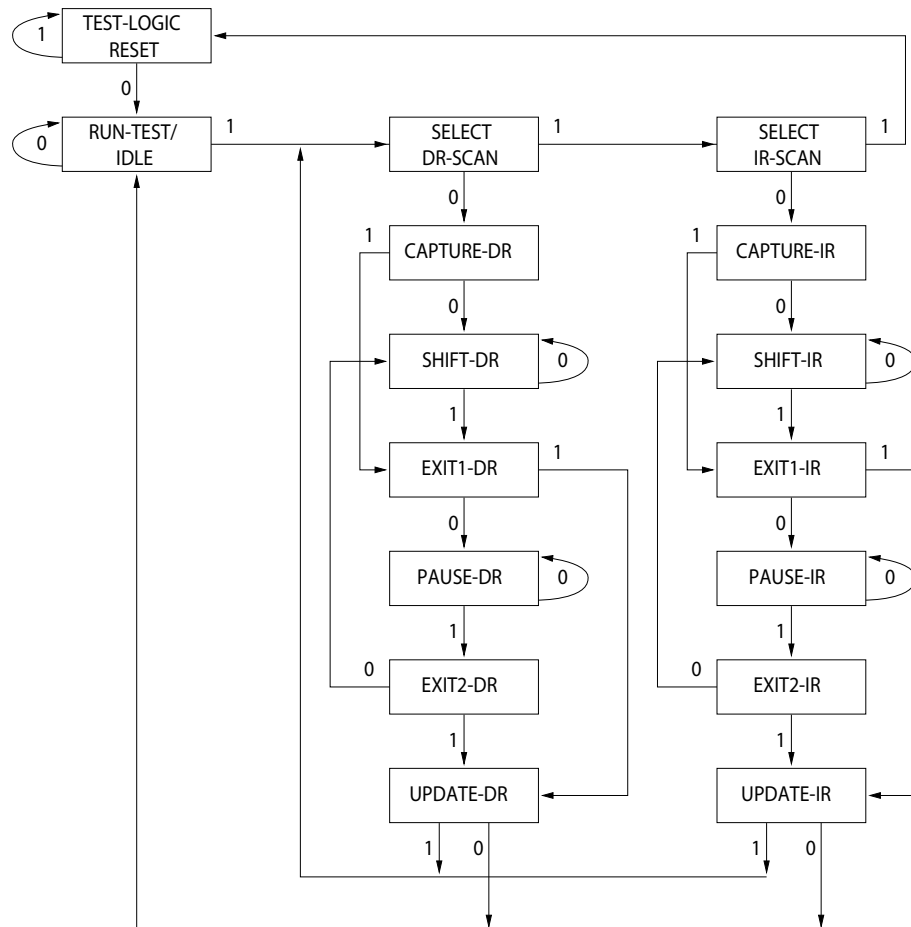 TEST-LOGIC
RESET
1
0
RUN-TEST/
IDLE
0
1
SELECT
DR-SCAN
1
SELECT
IR-SCAN
1
0
0
1
CAPTURE-DR
1
CAPTURE-IR
0
0
SHIFT-DR
0
SHIFT-IR
0
1
1
EXIT1-DR
1
EXIT1-IR
1
0
0
PAUSE-DR
0
PAUSE-IR
0
1
1
0
EXIT2-DR
0
EXIT2-IR
1
1
UPDATE-DR
UPDATE-IR
1
0
1
0